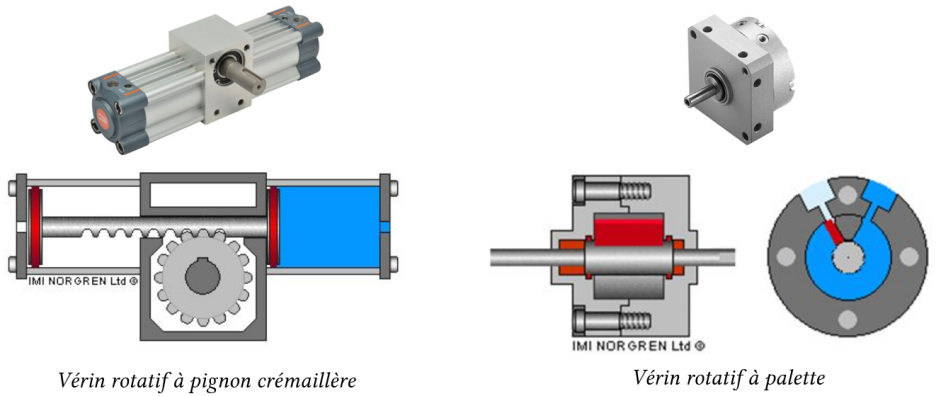 IMI NORGREN Ltd ©
IMI NORGREN Ltd ©
Vérin rotatif à pignon crémaillère
Vérin rotatif à palette